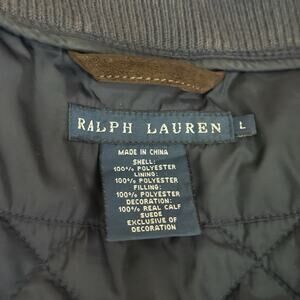 RALPH LAUREN
L
MADE IN CHINA
SHELL:
100% POLYESTER
LINING:
100% POLYESTER
FILLING:
100% POLYESTER
DECORATION:
100% REAL CALF
SUEDE
EXCLUSIVE OF
DECORATION